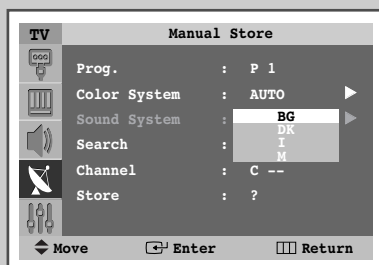 TV Manual Store
Prog. : P 1
Color System : AUTO
Sound System : BG
DK
I
M
Search :
Channel : C --
Store : ?
Move Enter Return